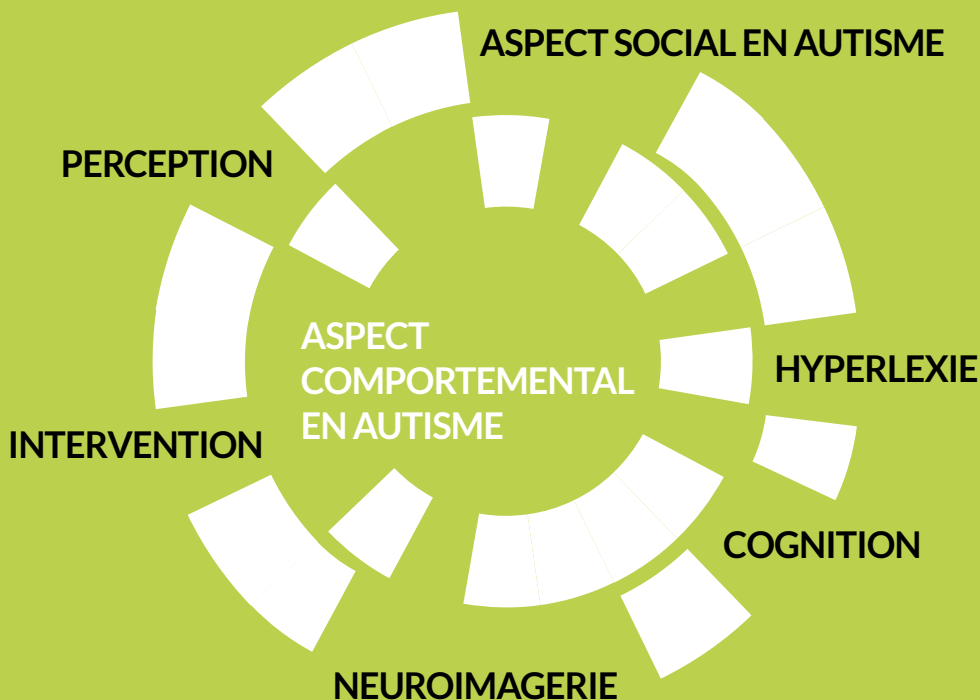 ASPECT SOCIAL EN AUTISME
PERCEPTION
ASPECT
COMPORTEMENTAL
EN AUTISME
HYPERLEXIE
INTERVENTION
COGNITION
NEUROIMAGERIE